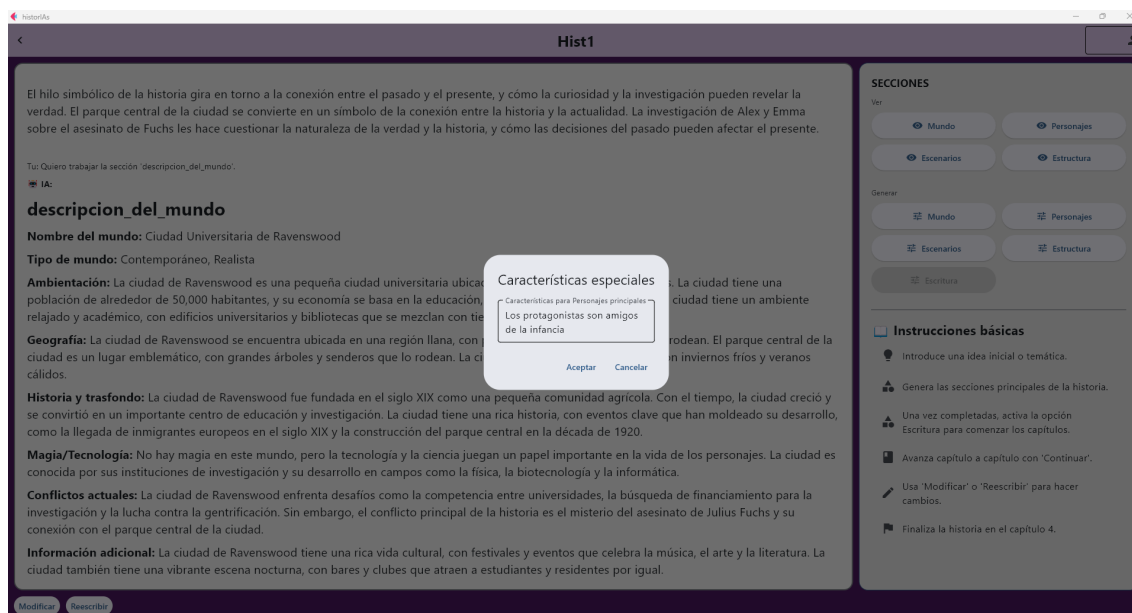 historIAs
Hist1
El hilo simbólico de la historia gira en torno a la conexión entre el pasado y el presente, y cómo la curiosidad y la investigación pueden revelar la
verdad. El parque central de la ciudad se convierte en un símbolo de la conexión entre la historia y la actualidad. La investigación de Alex y Emma
sobre el asesinato de Fuchs les hace cuestionar la naturaleza de la verdad y la historia, y cómo las decisiones del pasado pueden afectar el presente.
Tu: Quiero trabajar la sección 'descripcion_del_mundo'.
IA:
descripcion_del_mundo
Nombre del mundo: Ciudad Universitaria de Ravenswood
Tipo de mundo: Contemporáneo, Realista
Ambientación: La ciudad de Ravenswood es una pequeña ciudad universitaria ubicad . La ciudad tiene una
población de alrededor de 50,000 habitantes, y su economía se basa en la educación, ciudad tiene un ambiente
relajado y académico, con edificios universitarios y bibliotecas que se mezclan con tie
Geografía: La ciudad de Ravenswood se encuentra ubicada en una región llana, con rodean. El parque central de la
ciudad es un lugar emblemático, con grandes árboles y senderos que lo rodean. La ci n inviernos fríos y veranos
cálidos.
Historia y trasfondo: La ciudad de Ravenswood fue fundada en el siglo XIX como una pequeña comunidad agrícola. Con el tiempo, la ciudad creció y
se convirtió en un importante centro de educación y investigación. La ciudad tiene una rica historia, con eventos clave que han moldeado su desarrollo,
como la llegada de inmigrantes europeos en el siglo XIX y la construcción del parque central en la década de 1920.
Magia/Tecnología: No hay magia en este mundo, pero la tecnología y la ciencia juegan un papel importante en la vida de los personajes. La ciudad es
conocida por sus instituciones de investigación y su desarrollo en campos como la física, la biotecnología y la informática.
Conflictos actuales: La ciudad de Ravenswood enfrenta desafíos como la competencia entre universidades, la búsqueda de financiamiento para la
investigación y la lucha contra la gentrificación. Sin embargo, el conflicto principal de la historia es el misterio del asesinato de Julius Fuchs y su
conexión con el parque central de la ciudad.
Información adicional: La ciudad de Ravenswood tiene una rica vida cultural, con festivales y eventos que celebra la música, el arte y la literatura. La
ciudad también tiene una vibrante escena nocturna, con bares y clubes que atraen a estudiantes y residentes por igual.
Modificar
Reescribir
Características especiales
Características para Personajes principales
Los protagonistas son amigos
de la infancia
Aceptar
Cancelar
SECCIONES
Ver
Mundo
Personajes
Escenarios
Estructura
Generar
Mundo
Personajes
Escenarios
Estructura
Escritura
Instrucciones básicas
Introduce una idea inicial o temática.
Genera las secciones principales de la historia.
Una vez completadas, activa la opción
Escritura para comenzar los capítulos.
Avanza capítulo a capítulo con 'Continuar'.
Usa 'Modificar' o 'Reescribir' para hacer
cambios.
Finaliza la historia en el capítulo 4.